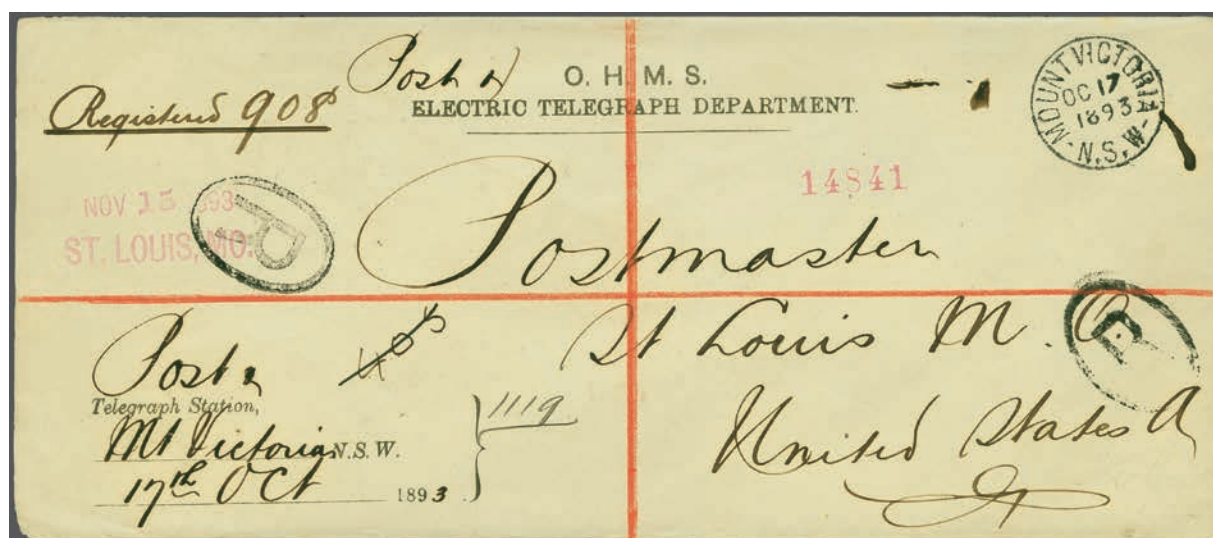 Post &
O. H. M. S.
Registered 908
ELECTRIC TELEGRAPH DEPARTMENT.
MOUNT VICTORIA
OC 17
1893
N.S.W
14841
NOV 15 1893
ST. LOUIS, MO.
R
Postmaster
St Louis M. O
R
Post &
Telegraph Station,
1119
United States A
Mt Victoria N. S. W.
17th Oct 1893.